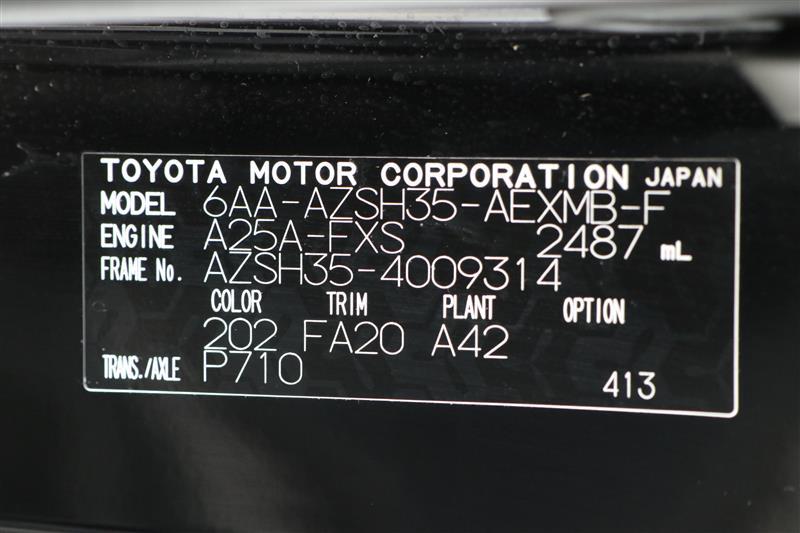 TOYOTA MOTOR CORPORATION JAPAN
MODEL 6AA-AZSH35-AEXMB-F
ENGINE A25A-FXS 2487 mL
FRAME No. AZSH35-4009314
COLOR TRIM PLANT OPTION
202 FA20 A42
TRANS./AXLE P710 413